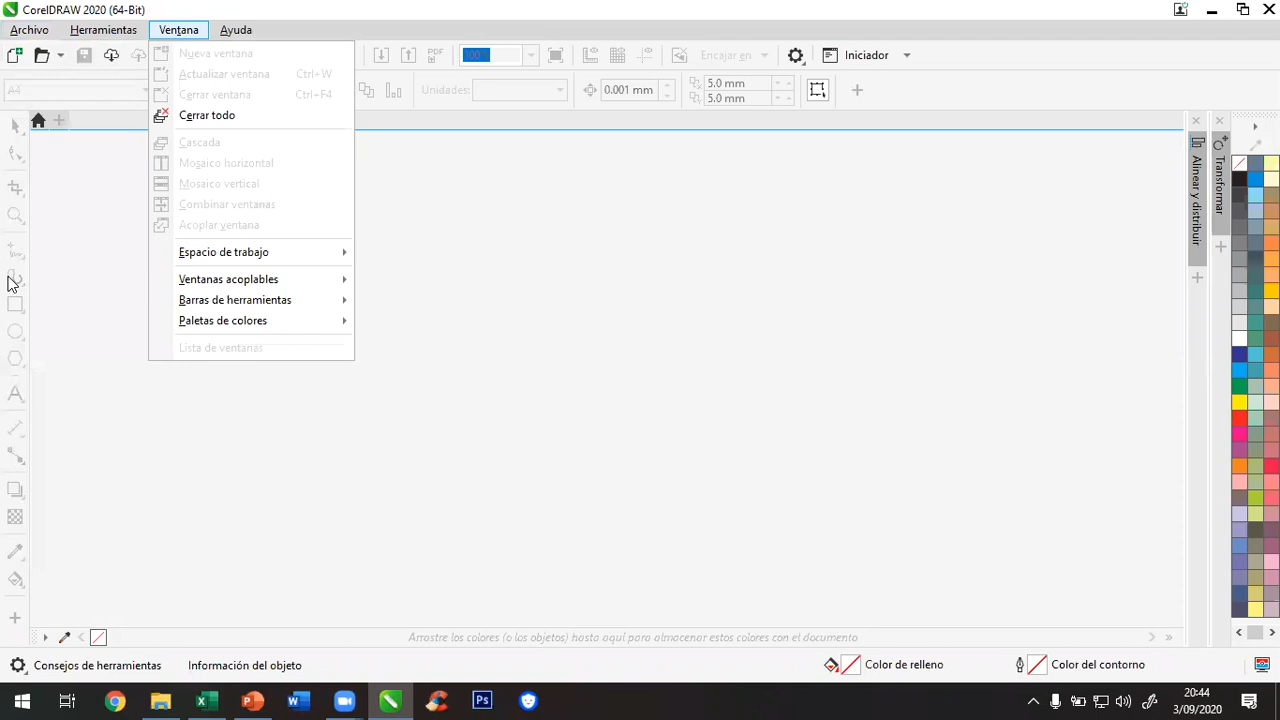 CorelDRAW 2020 (64-Bit)
Archivo Herramientas Ventana Ayuda
Nueva ventana
Actualizar ventana Ctrl+W
Cerrar ventana Ctrl+F4
Cerrar todo
Cascada
Mosaico horizontal
Mosaico vertical
Combinar ventanas
Acoplar ventana
Espacio de trabajo
Ventanas acoplables
Barras de herramientas
Paletas de colores
Lista de ventanas
PDF 100 Encajar en Iniciador
A4 Unidades: 0.001 mm 5.0 mm
5.0 mm
Alinear y distribuir
Transformar
Arrastre los colores (o los objetos) hasta aquí para almacenar estos colores con el documento
Consejos de herramientas Información del objeto Color de relleno Color del contorno
20:44
3/09/2020